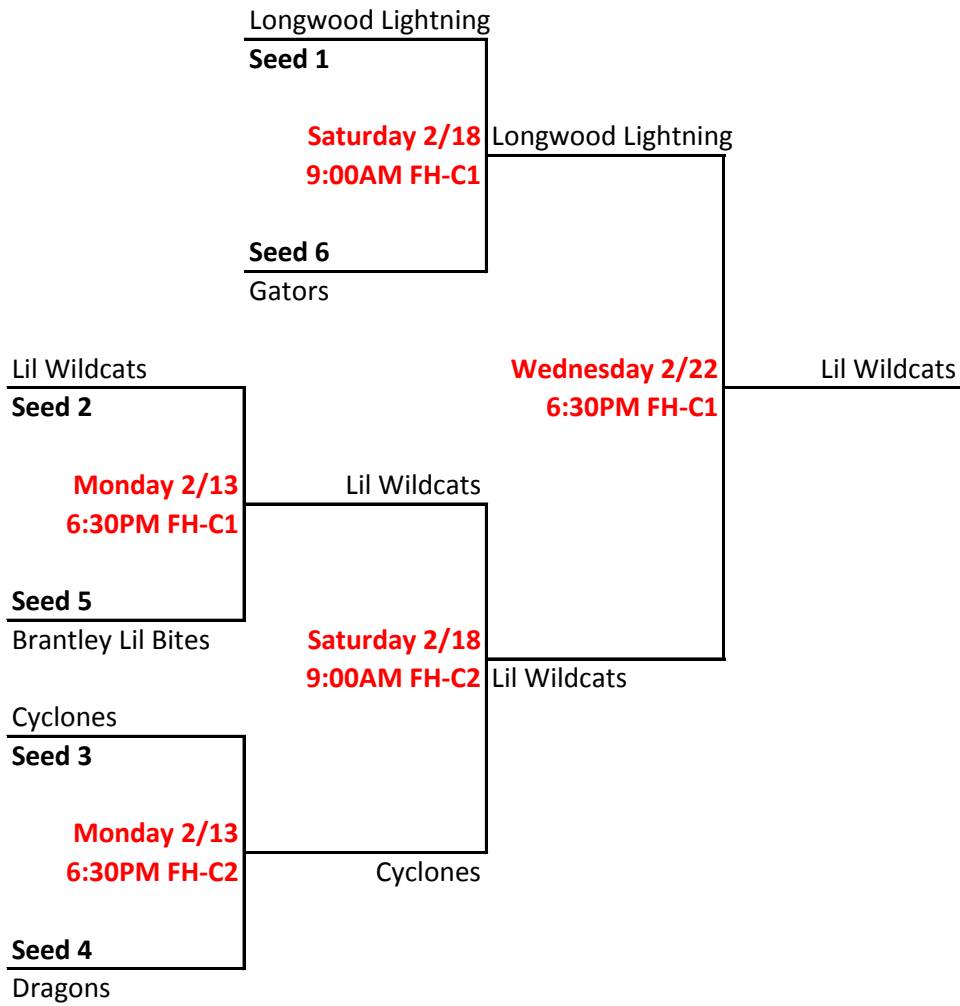 Longwood Lightning
Seed 1
Saturday 2/18
9:00AM FH-C1
Longwood Lightning
Seed 6
Gators
Lil Wildcats
Seed 2
Wednesday 2/22
6:30PM FH-C1
Lil Wildcats
Monday 2/13
6:30PM FH-C1
Lil Wildcats
Seed 5
Brantley Lil Bites
Saturday 2/18
9:00AM FH-C2
Lil Wildcats
Cyclones
Seed 3
Monday 2/13
6:30PM FH-C2
Cyclones
Seed 4
Dragons